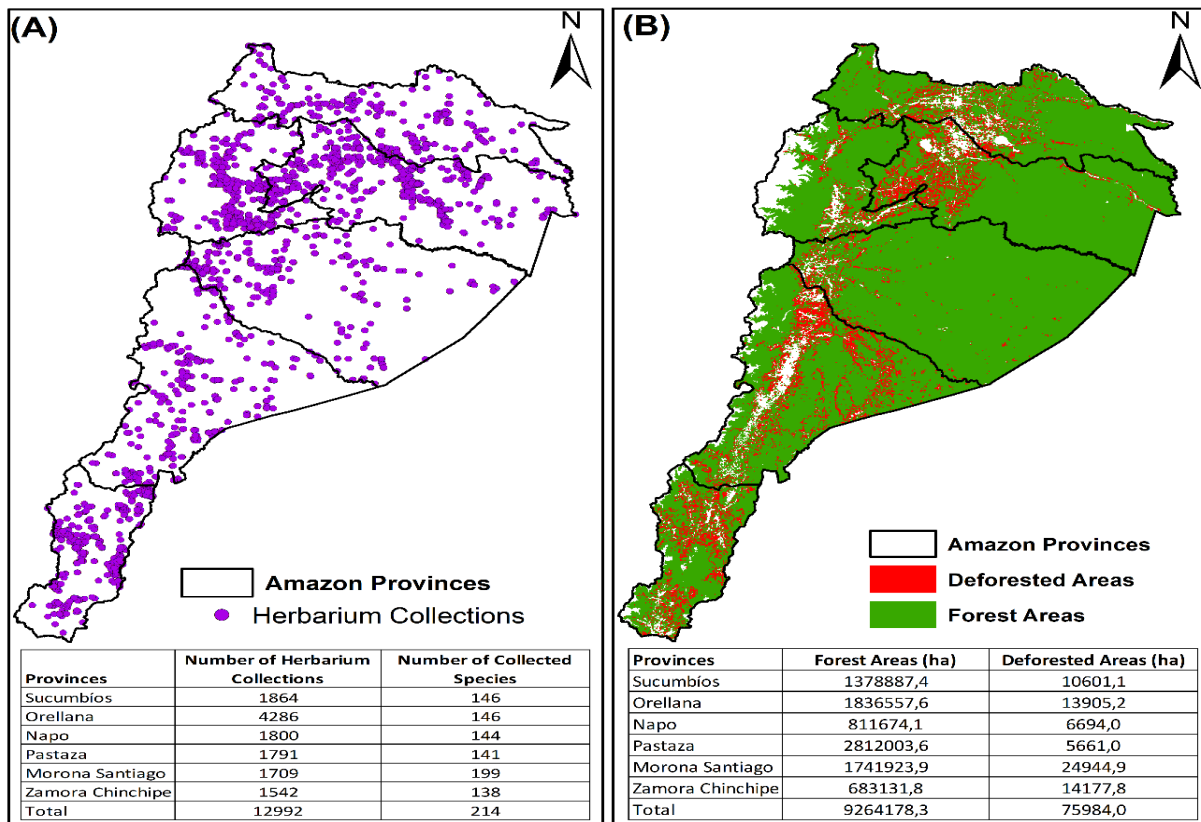 (A)
N
Amazon Provinces
Herbarium Collections
Provinces Number of Herbarium Collections Number of Collected Species
Sucumbíos 1864 146
Orellana 4286 146
Napo 1800 144
Pastaza 1791 141
Morona Santiago 1709 199
Zamora Chinchipe 1542 138
Total 12992 214
(B)
N
Amazon Provinces
Deforested Areas
Forest Areas
Provinces Forest Areas (ha) Deforested Areas (ha)
Sucumbíos 1378887,4 10601,1
Orellana 1836557,6 13905,2
Napo 811674,1 6694,0
Pastaza 2812003,6 5661,0
Morona Santiago 1741923,9 24944,9
Zamora Chinchipe 683131,8 14177,8
Total 9264178,3 75984,0